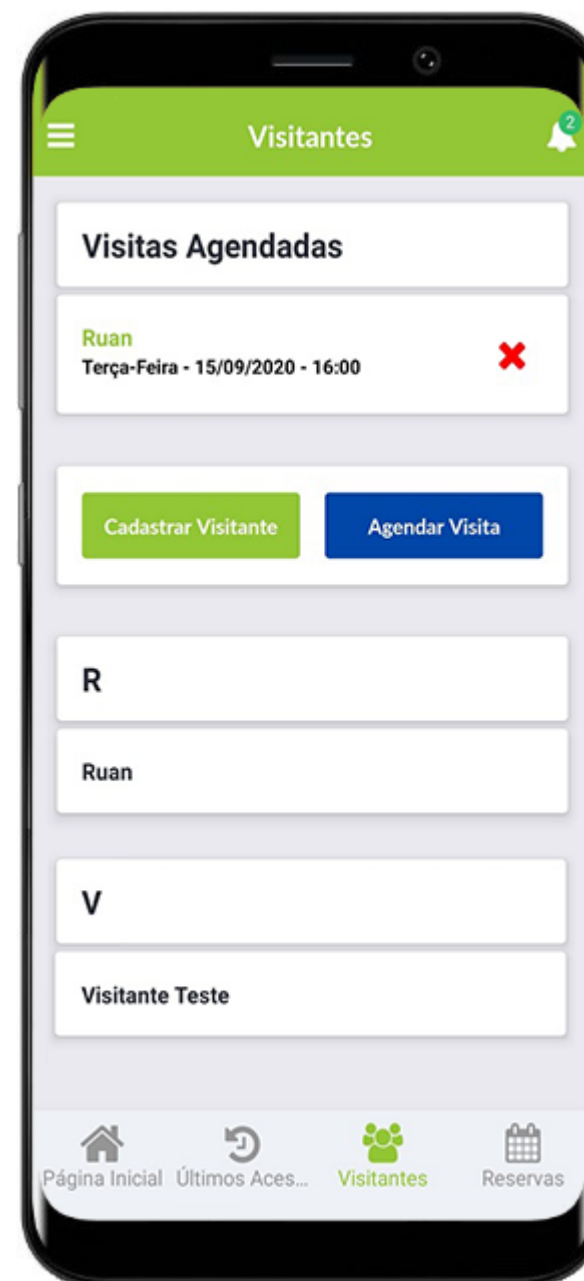 Visitantes
2
Visitas Agendadas
Ruan
Terça-Feira - 15/09/2020 - 16:00
Cadastrar Visitante
Agendar Visita
R
Ruan
V
Visitante Teste
Página Inicial
Últimos Aces...
Visitantes
Reservas